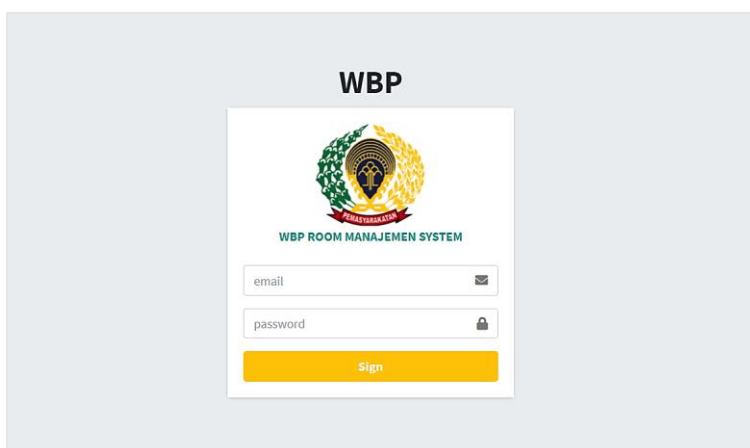 WBP
PEMASYARAKATAN
WBP ROOM MANAJEMEN SYSTEM
email
password
Sign